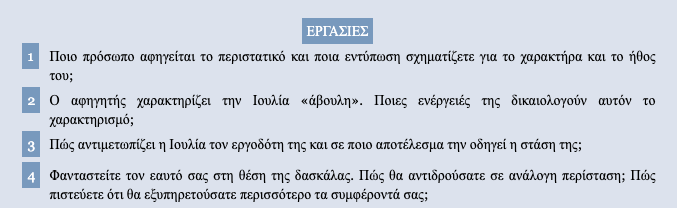 ΕΡΓΑΣΙΕΣ
1 Ποιο πρόσωπο αφηγείται το περιστατικό και ποια εντύπωση σχηματίζετε για το χαρακτήρα και το ήθος
του;
2 Ο αφηγητής χαρακτηρίζει την Ιουλία «άβουλη». Ποιες ενέργειές της δικαιολογούν αυτόν το
χαρακτηρισμό;
3 Πώς αντιμετωπίζει η Ιουλία τον εργοδότη της και σε ποιο αποτέλεσμα την οδηγεί η στάση της;
4 Φανταστείτε τον εαυτό σας στη θέση της δασκάλας. Πώς θα αντιδρούσατε σε ανάλογη περίσταση; Πώς
πιστεύετε ότι θα εξυπηρετούσατε περισσότερο τα συμφέροντά σας;